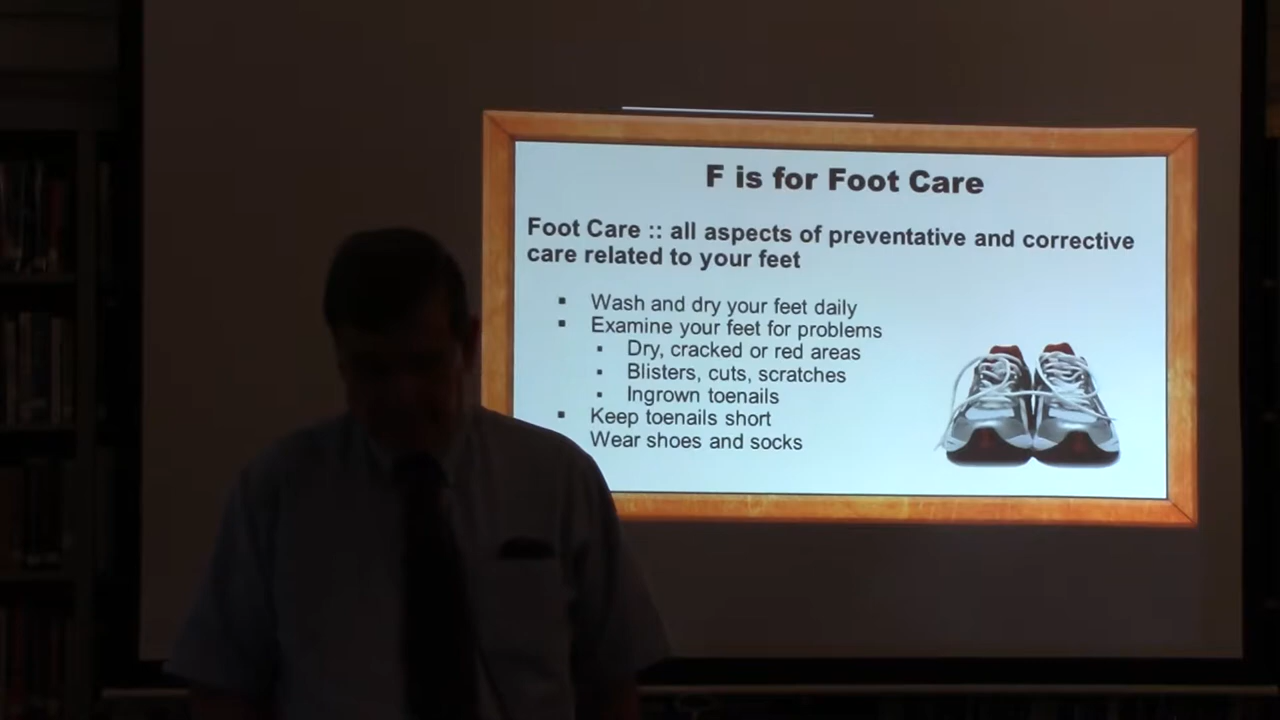 F is for Foot Care
Foot Care :: all aspects of preventative and corrective
care related to your feet
▪ Wash and dry your feet daily
▪ Examine your feet for problems
▪ Dry, cracked or red areas
▪ Blisters, cuts, scratches
▪ Ingrown toenails
▪ Keep toenails short
Wear shoes and socks